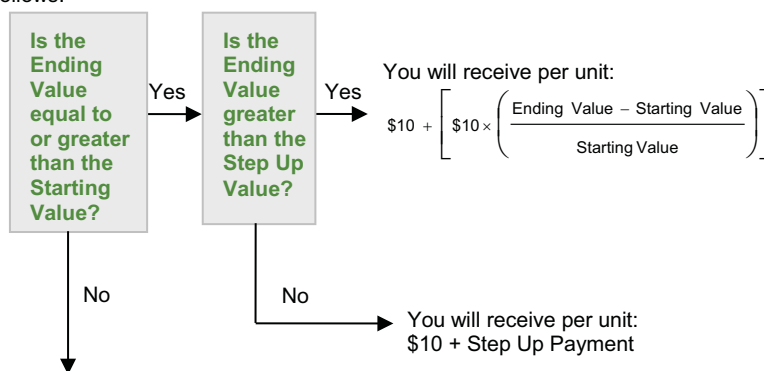 Is the
Ending
Value
equal to
or greater
than the
Starting
Value?
Yes
Is the
Ending
Value
greater
than the
Step Up
Value?
Yes
You will receive per unit:
$10 + [ $10 × ( Ending Value – Starting Value / Starting Value ) ]
No
No
You will receive per unit:
$10 + Step Up Payment